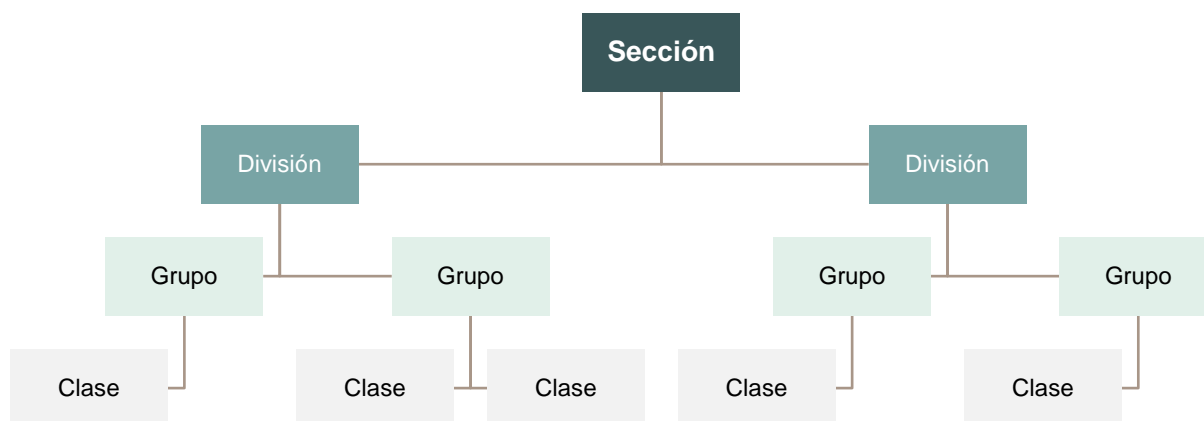 Sección
División
División
Grupo
Grupo
Grupo
Grupo
Clase
Clase
Clase
Clase
Clase